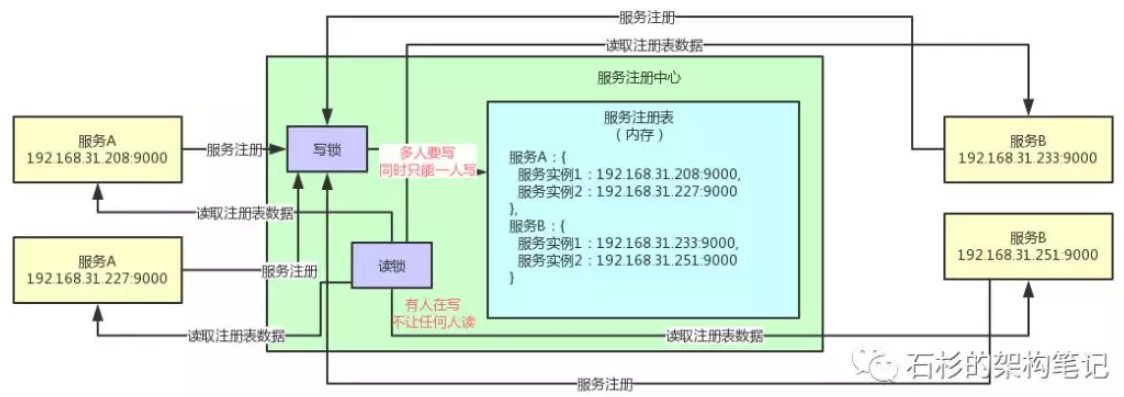 服务注册
读取注册表数据
服务注册中心
服务A
192.168.31.208:9000
服务注册
写锁
多人要写
同时只能一人写
服务注册表
（内存）
服务A：{
服务实例1：192.168.31.208:9000,
服务实例2：192.168.31.227:9000
},
服务B：{
服务实例1：192.168.31.233:9000,
服务实例2：192.168.31.251:9000
}
服务B
192.168.31.233:9000
读取注册表数据
服务A
192.168.31.227:9000
服务注册
读锁
服务B
192.168.31.251:9000
有人在写
不让任何人读
读取注册表数据
读取注册表数据
服务注册
石杉的架构笔记